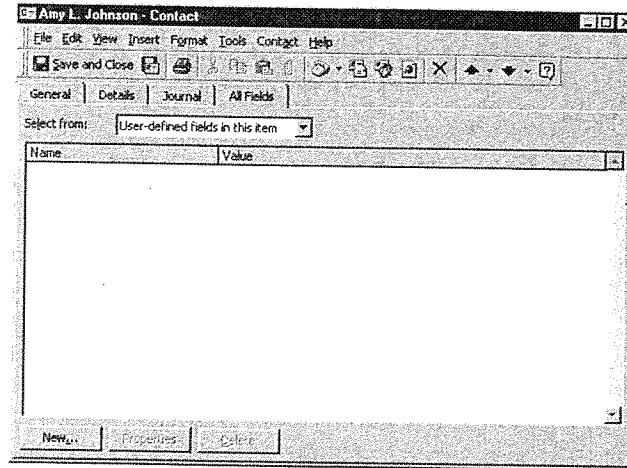 Amy L. Johnson - Contact
File Edit View Insert Format Tools Contact Help
Save and Close
General Details Journal All Fields
Select from: User-defined fields in this item
Name Value
New... Properties Delete